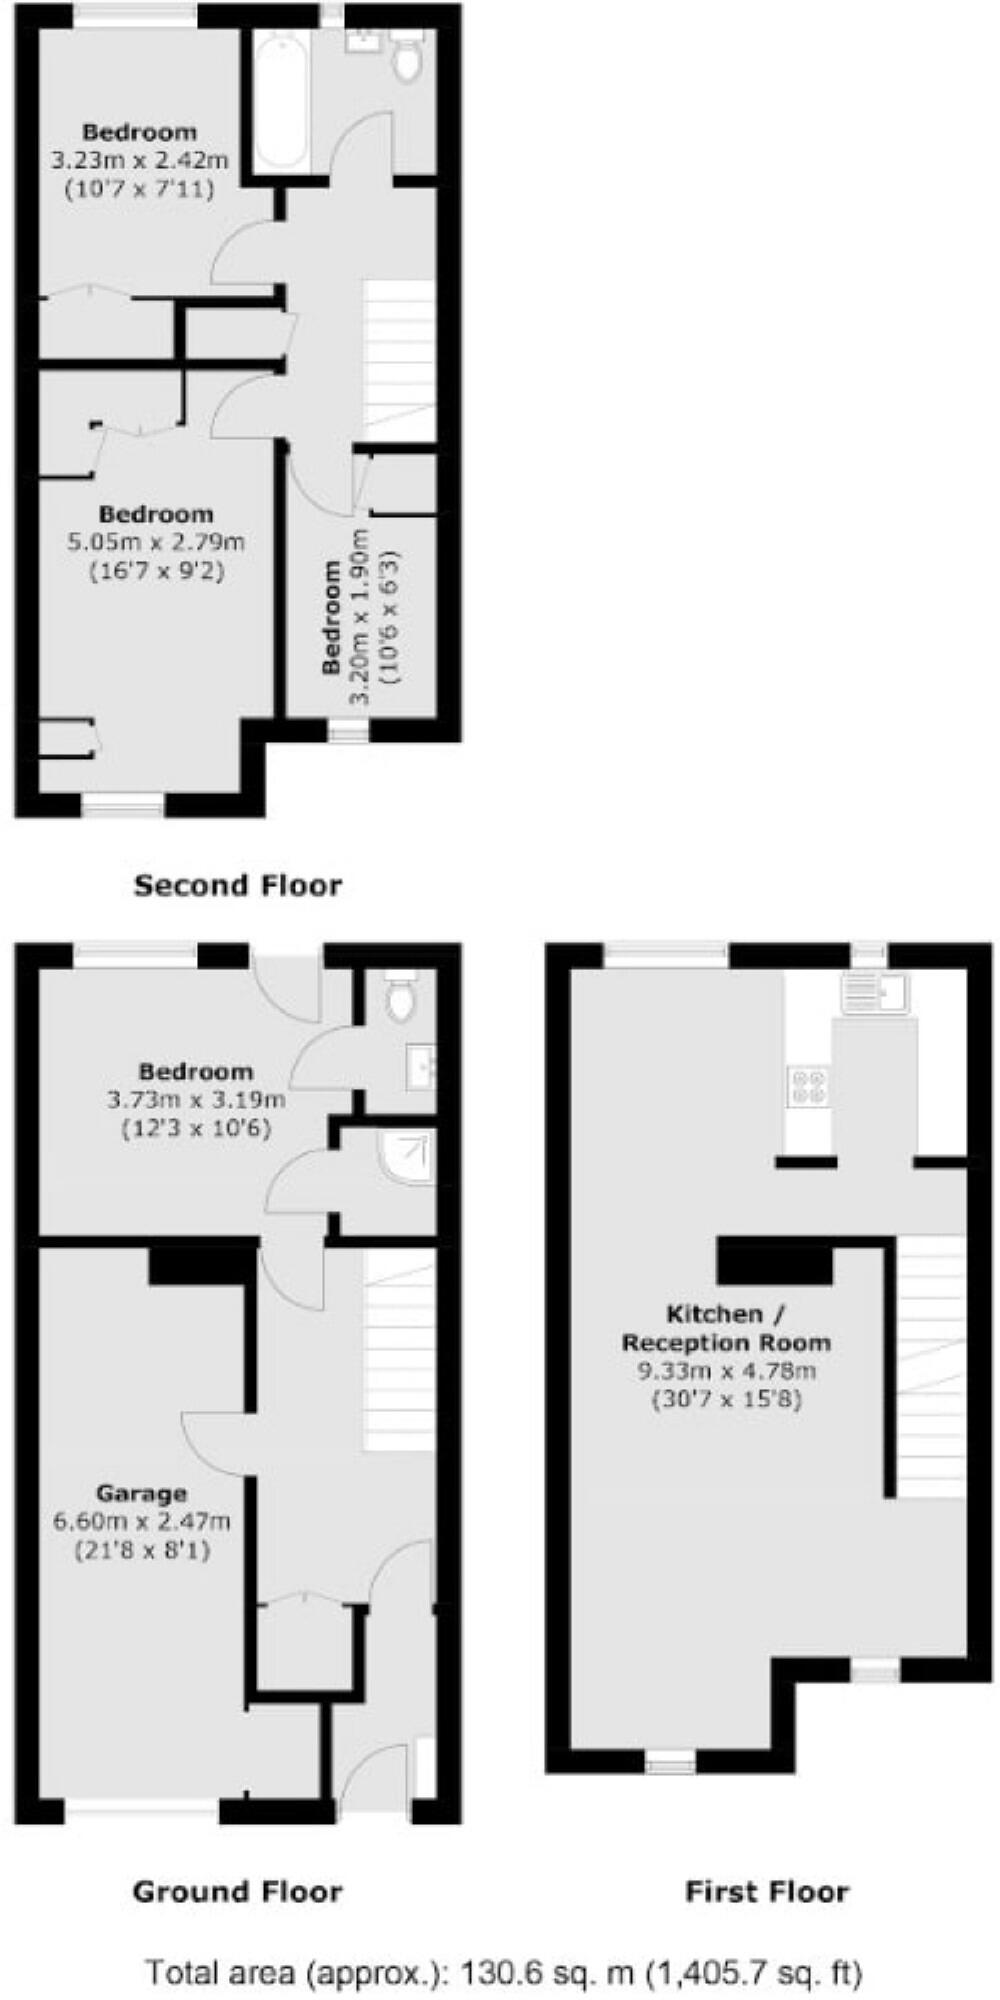 Bedroom
3.23m x 2.42m
(10'7 x 7'11)
Bedroom
5.05m x 2.79m
(16'7 x 9'2)
Bedroom
3.20m x 1.90m
(10'6 x 6'3)
Second Floor
Bedroom
3.73m x 3.19m
(12'3 x 10'6)
Garage
6.60m x 2.47m
(21'8 x 8'1)
Ground Floor
Kitchen /
Reception Room
9.33m x 4.78m
(30'7 x 15'8)
First Floor
Total area (approx.): 130.6 sq. m (1,405.7 sq. ft)